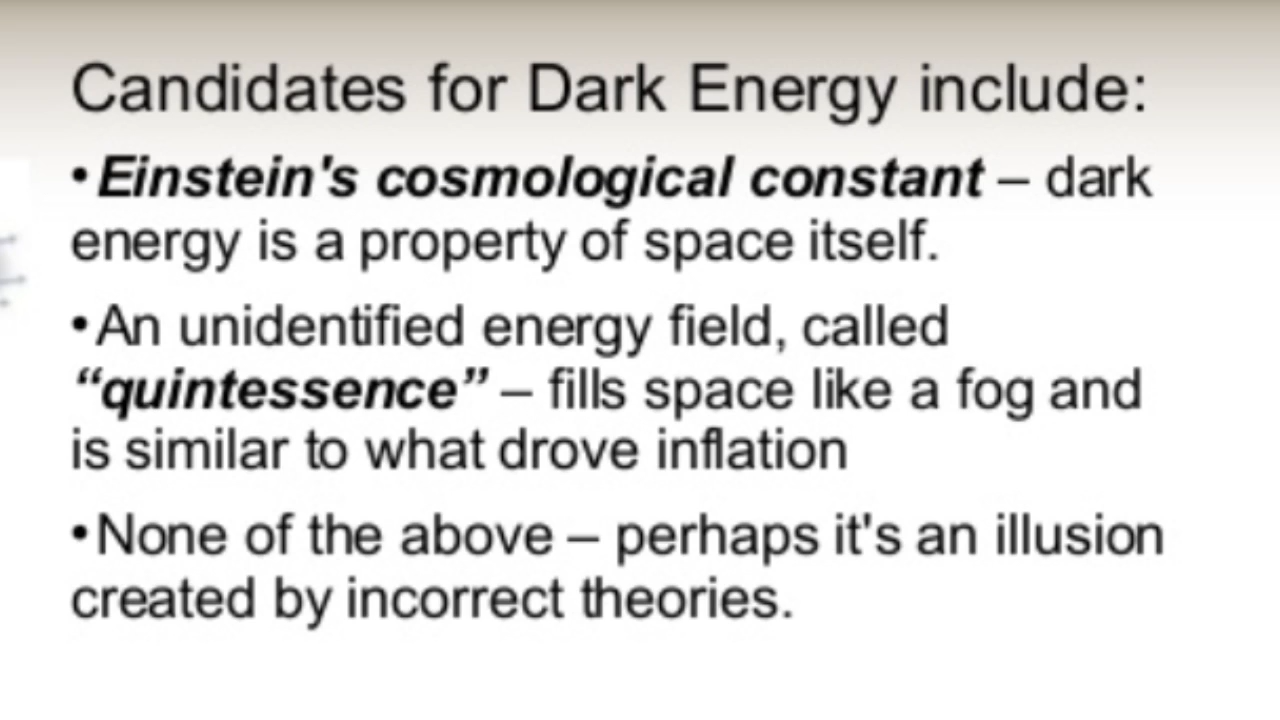 Candidates for Dark Energy include:
•Einstein's cosmological constant – dark
energy is a property of space itself.
•An unidentified energy field, called
“quintessence” – fills space like a fog and
is similar to what drove inflation
•None of the above – perhaps it's an illusion
created by incorrect theories.